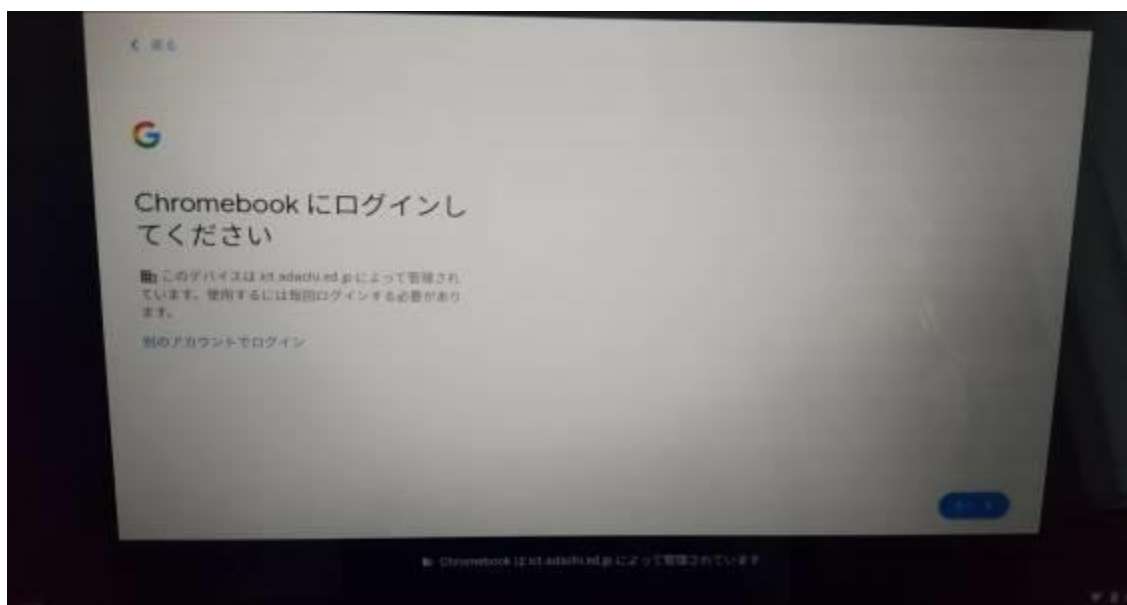 戻る
G
Chromebook にログインし
てください
このデバイスは ict.adachi.ed.jp によって管理され
ています。使用するには毎回ログインする必要があり
ます。
別のアカウントでログイン
Chromebook は ict.adachi.ed.jp によって管理されています